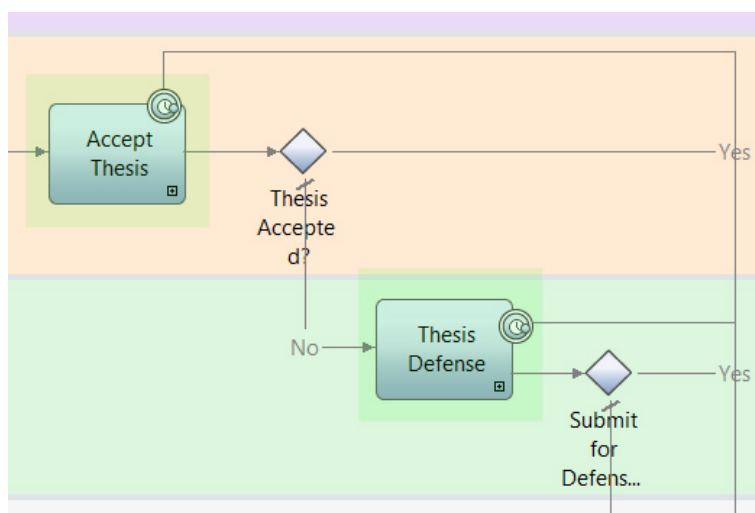 Accept
Thesis
Yes
Thesis
Accepte
d?
Thesis
Defense
No
Yes
Submit
for
Defens...